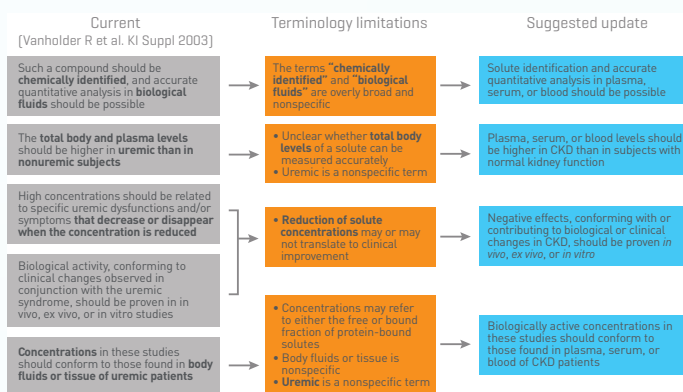 Current
[Vanholder R et al. KI Suppl 2003]
Terminology limitations
Suggested update
Such a compound should be
chemically identified, and accurate
quantitative analysis in biological
fluids should be possible
The terms “chemically
identified” and “biological
fluids” are overly broad and
nonspecific
Solute identification and accurate
quantitative analysis in plasma,
serum, or blood should be possible
The total body and plasma levels
should be higher in uremic than in
nonuremic subjects
• Unclear whether total body
levels of a solute can be
measured accurately
• Uremic is a nonspecific term
Plasma, serum, or blood levels should
be higher in CKD than in subjects with
normal kidney function
High concentrations should be related
to specific uremic dysfunctions and/or
symptoms that decrease or disappear
when the concentration is reduced
• Reduction of solute
concentrations may or may
not translate to clinical
improvement
Negative effects, conforming with or
contributing to biological or clinical
changes in CKD, should be proven in
vivo, ex vivo, or in vitro
Biological activity, conforming to
clinical changes observed in
conjunction with the uremic
syndrome, should be proven in in
vivo, ex vivo, or in vitro studies
Concentrations in these studies
should conform to those found in body
fluids or tissue of uremic patients
• Concentrations may refer
to either the free or bound
fraction of protein-bound
solutes
• Body fluids or tissue is
nonspecific
• Uremic is a nonspecific term
Biologically active concentrations in
these studies should conform to
those found in plasma, serum, or
blood of CKD patients